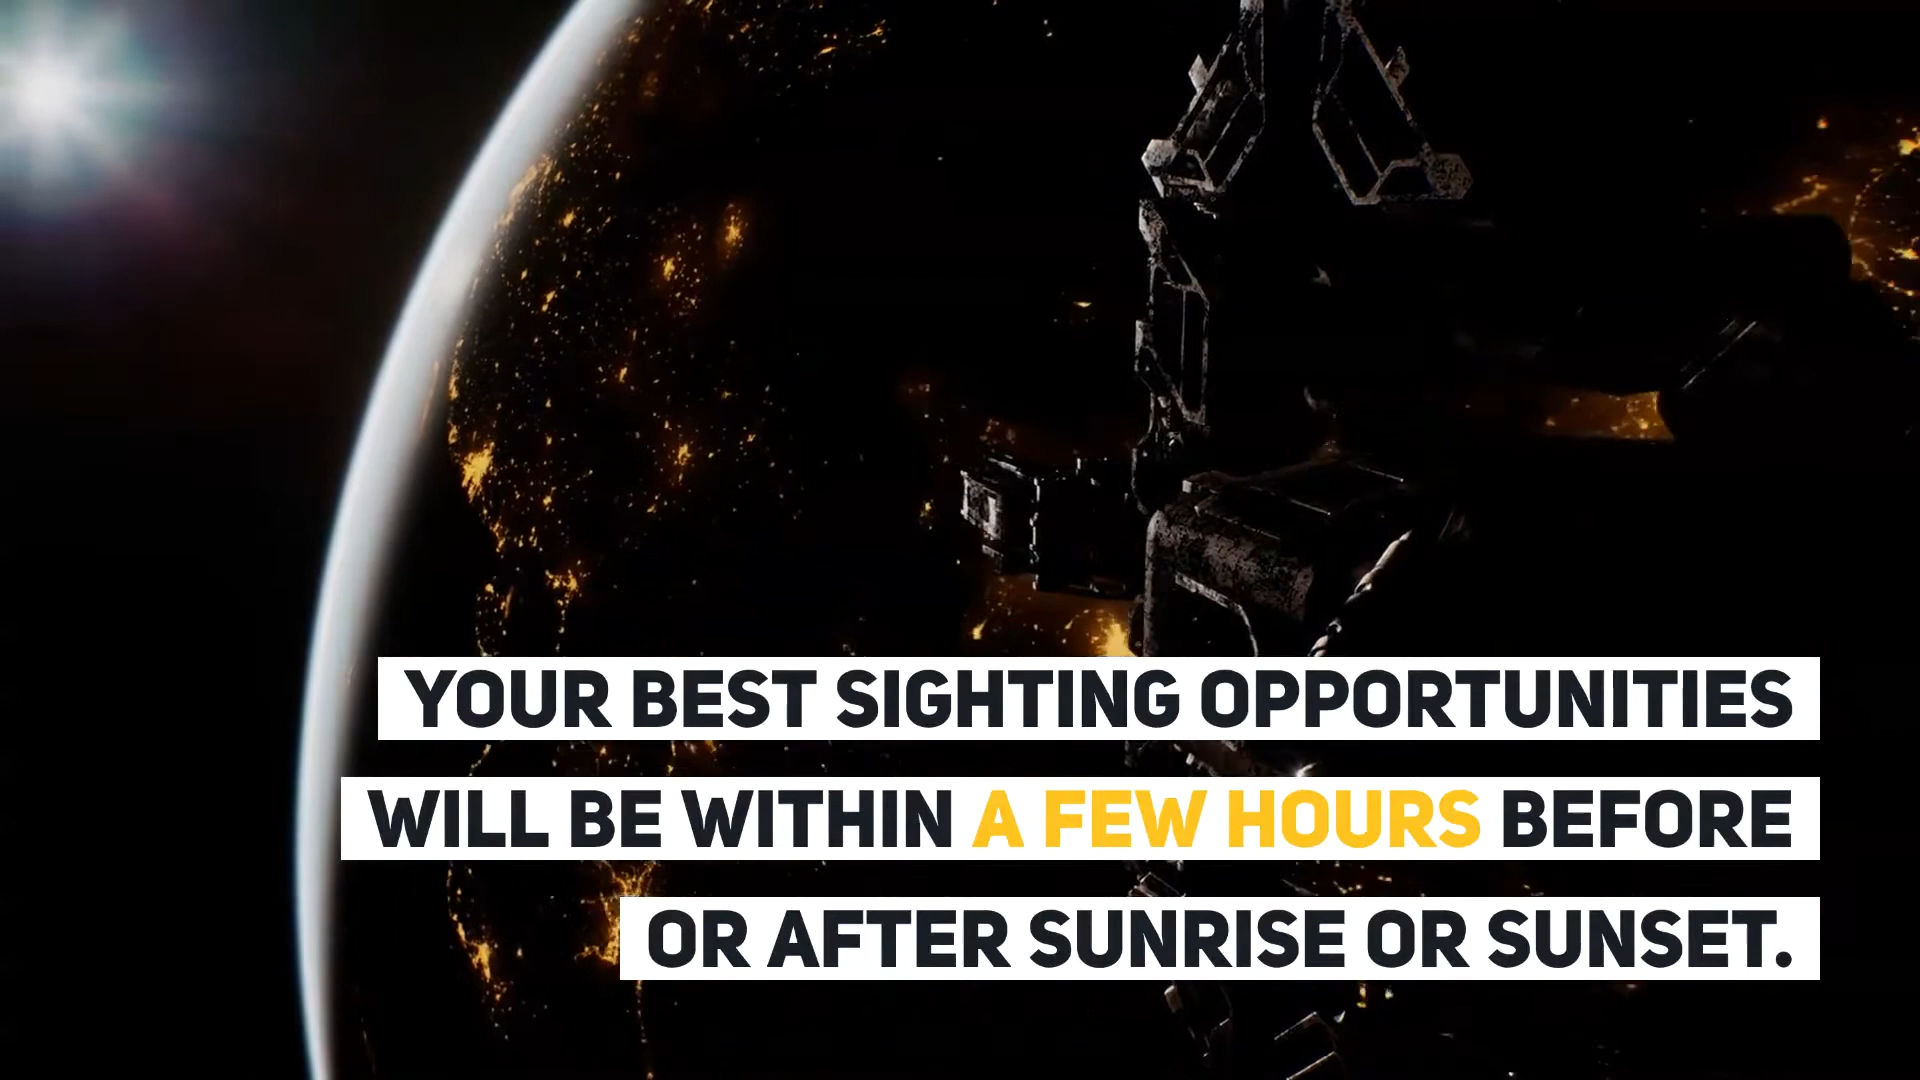 YOUR BEST SIGHTING OPPORTUNITIES
WILL BE WITHIN A FEW HOURS BEFORE
OR AFTER SUNRISE OR SUNSET.